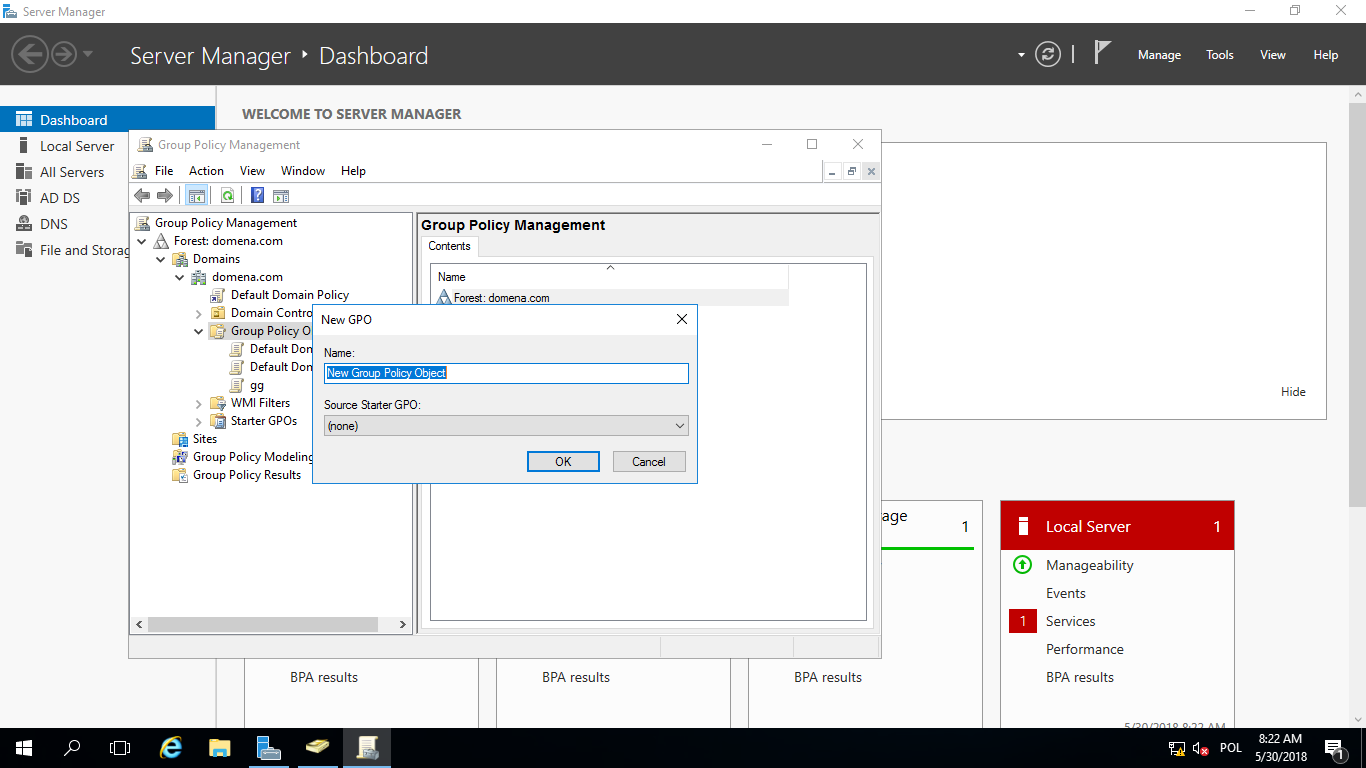 Server Manager
Server Manager
Dashboard
Manage
Tools
View
Help
Dashboard
Local Server
All Servers
AD DS
DNS
File and Storag
WELCOME TO SERVER MANAGER
Group Policy Management
File
Action
View
Window
Help
Group Policy Management
Forest: domena.com
Domains
domena.com
Default Domain Policy
Domain Contro
Group Policy O
Default Don
Default Don
gg
WMI Filters
Starter GPOs
Sites
Group Policy Modeling
Group Policy Results
Group Policy Management
Contents
Name
Forest: domena.com
New GPO
Name:
New Group Policy Object
Source Starter GPO:
(none)
OK
Cancel
Hide
BPA results
BPA results
rage
1
BPA results
Local Server
1
Manageability
Events
1
Services
Performance
BPA results
5/30/2018 8:22 AM
POL
8:22 AM
5/30/2018
1